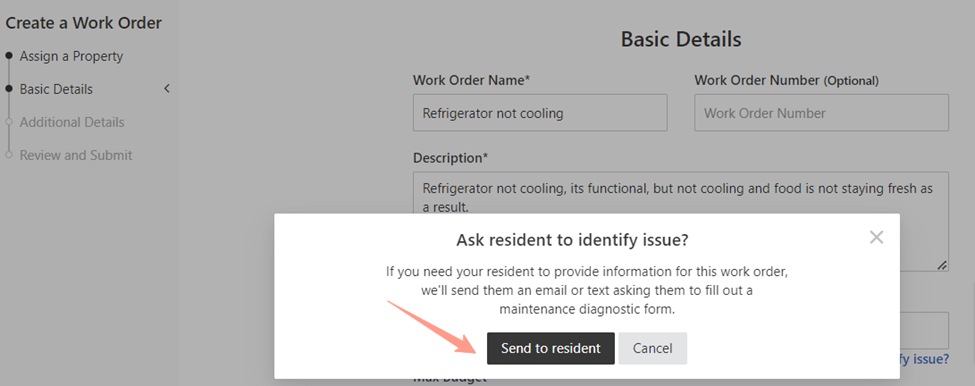 Create a Work Order
Assign a Property
Basic Details
Additional Details
Review and Submit
Basic Details
Work Order Name*
Work Order Number (Optional)
Refrigerator not cooling
Work Order Number
Description*
Refrigerator not cooling, its functional, but not cooling and food is not staying fresh as
a result.
Ask resident to identify issue?
If you need your resident to provide information for this work order,
we'll send them an email or text asking them to fill out a
maintenance diagnostic form.
Send to resident
Cancel
issue?
Max Budget